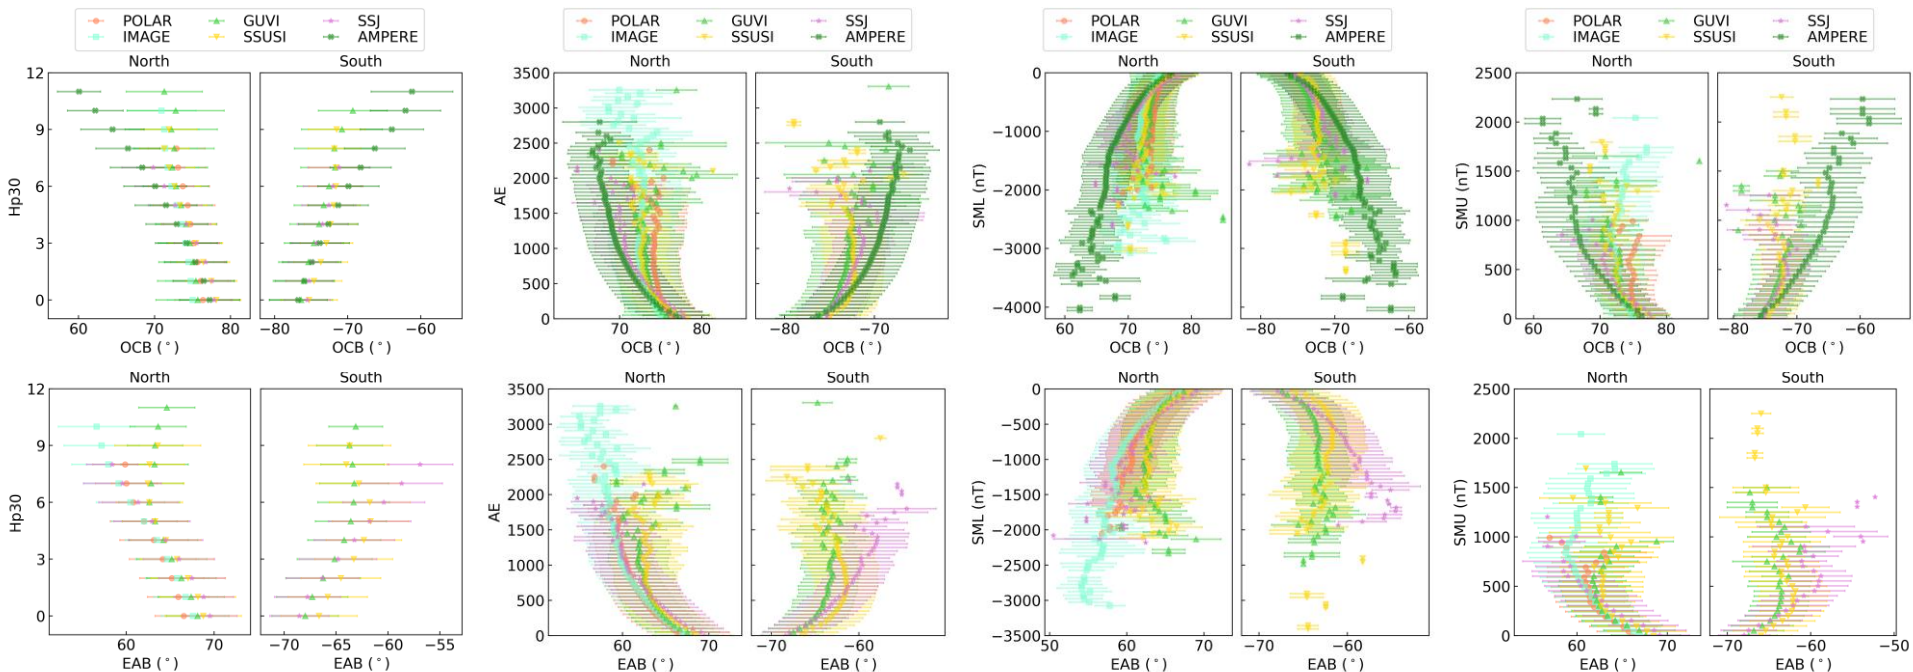 POLAR GUVI SSJ
IMAGE SSUSI AMPERE
North South
12
9
6
3
0
Hp30
60 70 80 −80 −70 −60
OCB (°) OCB (°)
POLAR GUVI SSJ
IMAGE SSUSI AMPERE
North South
3500
3000
2500
2000
1500
1000
500
0
AE
70 80 −80 −70
OCB (°) OCB (°)
POLAR GUVI SSJ
IMAGE SSUSI AMPERE
North South
0
−1000
−2000
−3000
−4000
SML (nT)
60 70 80 −80 −70 −60
OCB (°) OCB (°)
POLAR GUVI SSJ
IMAGE SSUSI AMPERE
North South
2500
2000
1500
1000
500
0
SMU (nT)
60 70 80 −80 −70 −60
OCB (°) OCB (°)
North South
12
9
6
3
0
Hp30
60 70 −70 −65 −60 −55
EAB (°) EAB (°)
North South
3500
3000
2500
2000
1500
1000
500
0
AE
60 70 −70 −60
EAB (°) EAB (°)
North South
0
−500
−1000
−1500
−2000
−2500
−3000
−3500
SML (nT)
50 60 70 −70 −60
EAB (°) EAB (°)
North South
2500
2000
1500
1000
500
0
SMU (nT)
60 70 −70 −60 −50
EAB (°) EAB (°)